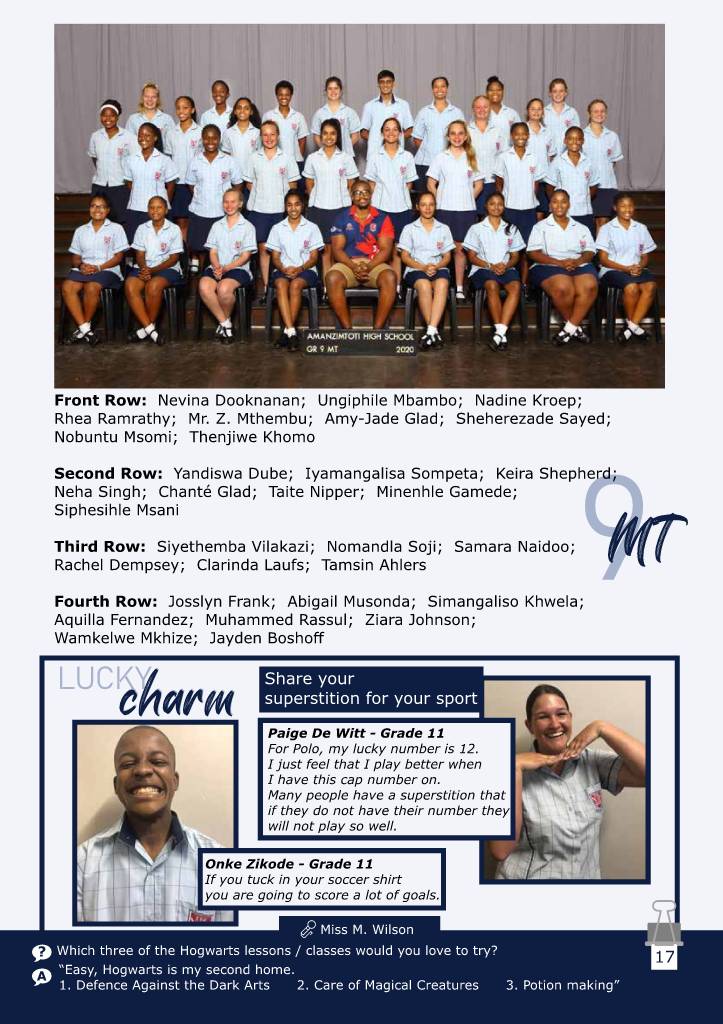 AMANZIMTOTI HIGH SCHOOL
GR 9 MT 2020
Front Row: Nevina Dooknanan; Ungiphile Mbambo; Nadine Kroep;
Rhea Ramrathy; Mr. Z. Mthembu; Amy-Jade Glad; Sheherezade Sayed;
Nobuntu Msomi; Thenjiwe Khomo
Second Row: Yandiswa Dube; Iyamangalisa Sompeta; Keira Shepherd;
Neha Singh; Chanté Glad; Taite Nipper; Minenhle Gamede;
Siphesihle Msani
9
MT
Third Row: Siyethemba Vilakazi; Nomandla Soji; Samara Naidoo;
Rachel Dempsey; Clarinda Laufs; Tamsin Ahlers
Fourth Row: Josslyn Frank; Abigail Musonda; Simangaliso Khwela;
Aquilla Fernandez; Muhammed Rassul; Ziara Johnson;
Wamkelwe Mkhize; Jayden Boshoff
LUCKY
charm
Share your
superstition for your sport
Paige De Witt - Grade 11
For Polo, my lucky number is 12.
I just feel that I play better when
I have this cap number on.
Many people have a superstition that
if they do not have their number they
will not play so well.
Onke Zikode - Grade 11
If you tuck in your soccer shirt
you are going to score a lot of goals.
Miss M. Wilson
? Which three of the Hogwarts lessons / classes would you love to try?
A "Easy, Hogwarts is my second home.
1. Defence Against the Dark Arts 2. Care of Magical Creatures 3. Potion making"
17